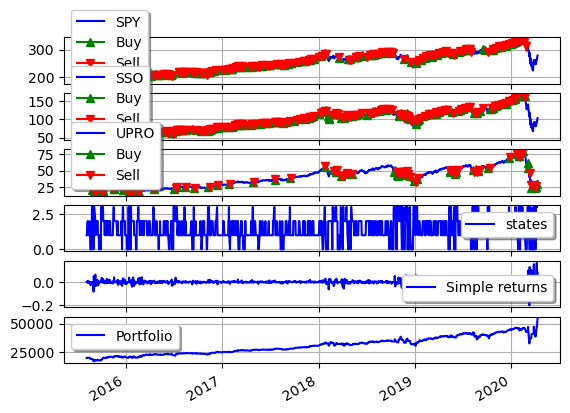 SPY
Buy
Sell
300
200
SSO
Buy
Sell
150
100
50
UPRO
Buy
Sell
75
50
25
states
2.5
0.0
Simple returns
0.0
−0.2
Portfolio
50000
25000
2016
2017
2018
2019
2020